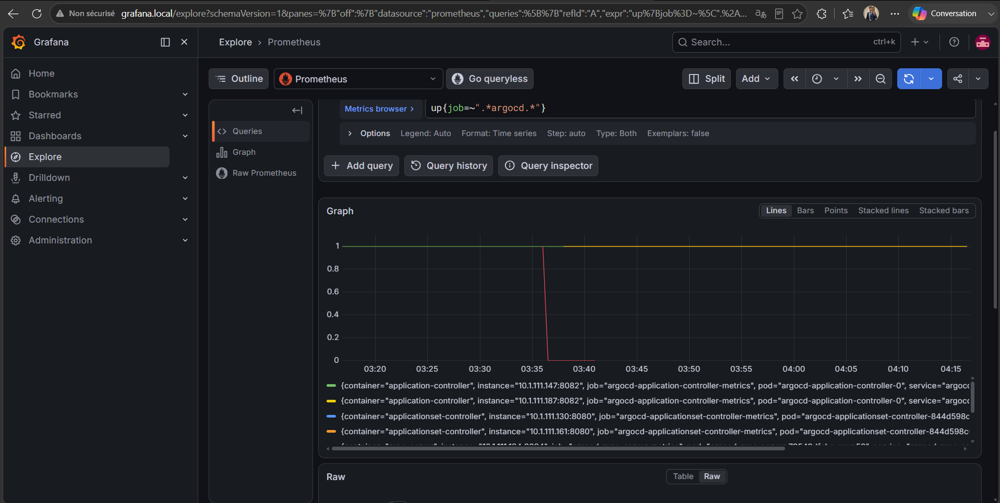 Non sécurisé grafana.local/explore?schemaVersion=1&panes=%7B"off":%7B"datasource":"prometheus","queries":%5B%7B"refId":"A","expr":"up%7Bjob%3D~%5C".%2A... Conversation
Grafana
Explore › Prometheus
Search... ctrl+k
Home
Bookmarks
Starred
Dashboards
Explore
Drilldown
Alerting
Connections
Administration
Outline
Prometheus
Go queryless
Split
Add
Queries
Graph
Raw Prometheus
Metrics browser ›
up{job=~".*argocd.*"}
Options Legend: Auto Format: Time series Step: auto Type: Both Exemplars: false
+ Add query
Query history
Query inspector
Graph
Lines Bars Points Stacked lines Stacked bars
1
0.8
0.6
0.4
0.2
0
03:20 03:25 03:30 03:35 03:40 03:45 03:50 03:55 04:00 04:05 04:10 04:15
{container="application-controller", instance="10.1.111.147:8082", job="argocd-application-controller-metrics", pod="argocd-application-controller-0", service="argocd
{container="application-controller", instance="10.1.111.187:8082", job="argocd-application-controller-metrics", pod="argocd-application-controller-0", service="argocd
{container="applicationset-controller", instance="10.1.111.130:8080", job="argocd-applicationset-controller-metrics", pod="argocd-applicationset-controller-844d598c
{container="applicationset-controller", instance="10.1.111.161:8080", job="argocd-applicationset-controller-metrics", pod="argocd-applicationset-controller-844d598c
Raw
Table Raw